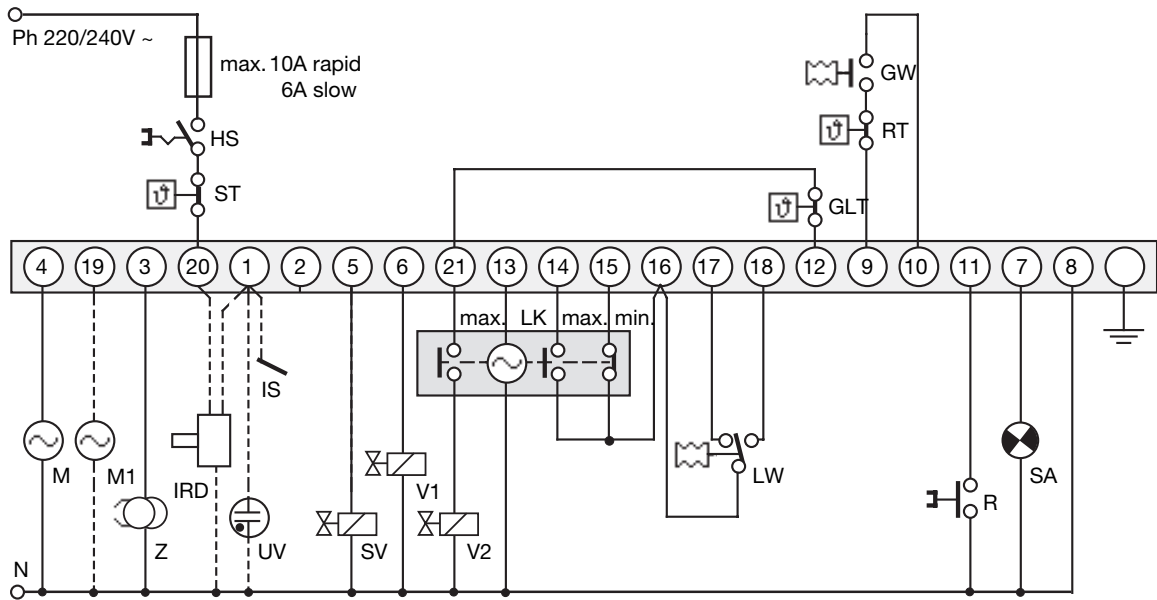 Ph 220/240V ~
max. 10A rapid
6A slow
HS
ST
GW
RT
GLT
4 19 3 20 1 2 5 6 21 13 14 15 16 17 18 12 9 10 11 7 8
max. LK max. min.
IS
M
M1
IRD
Z
UV
SV
V1
V2
LW
R
SA
N
ϑ
ϑ
ϑ